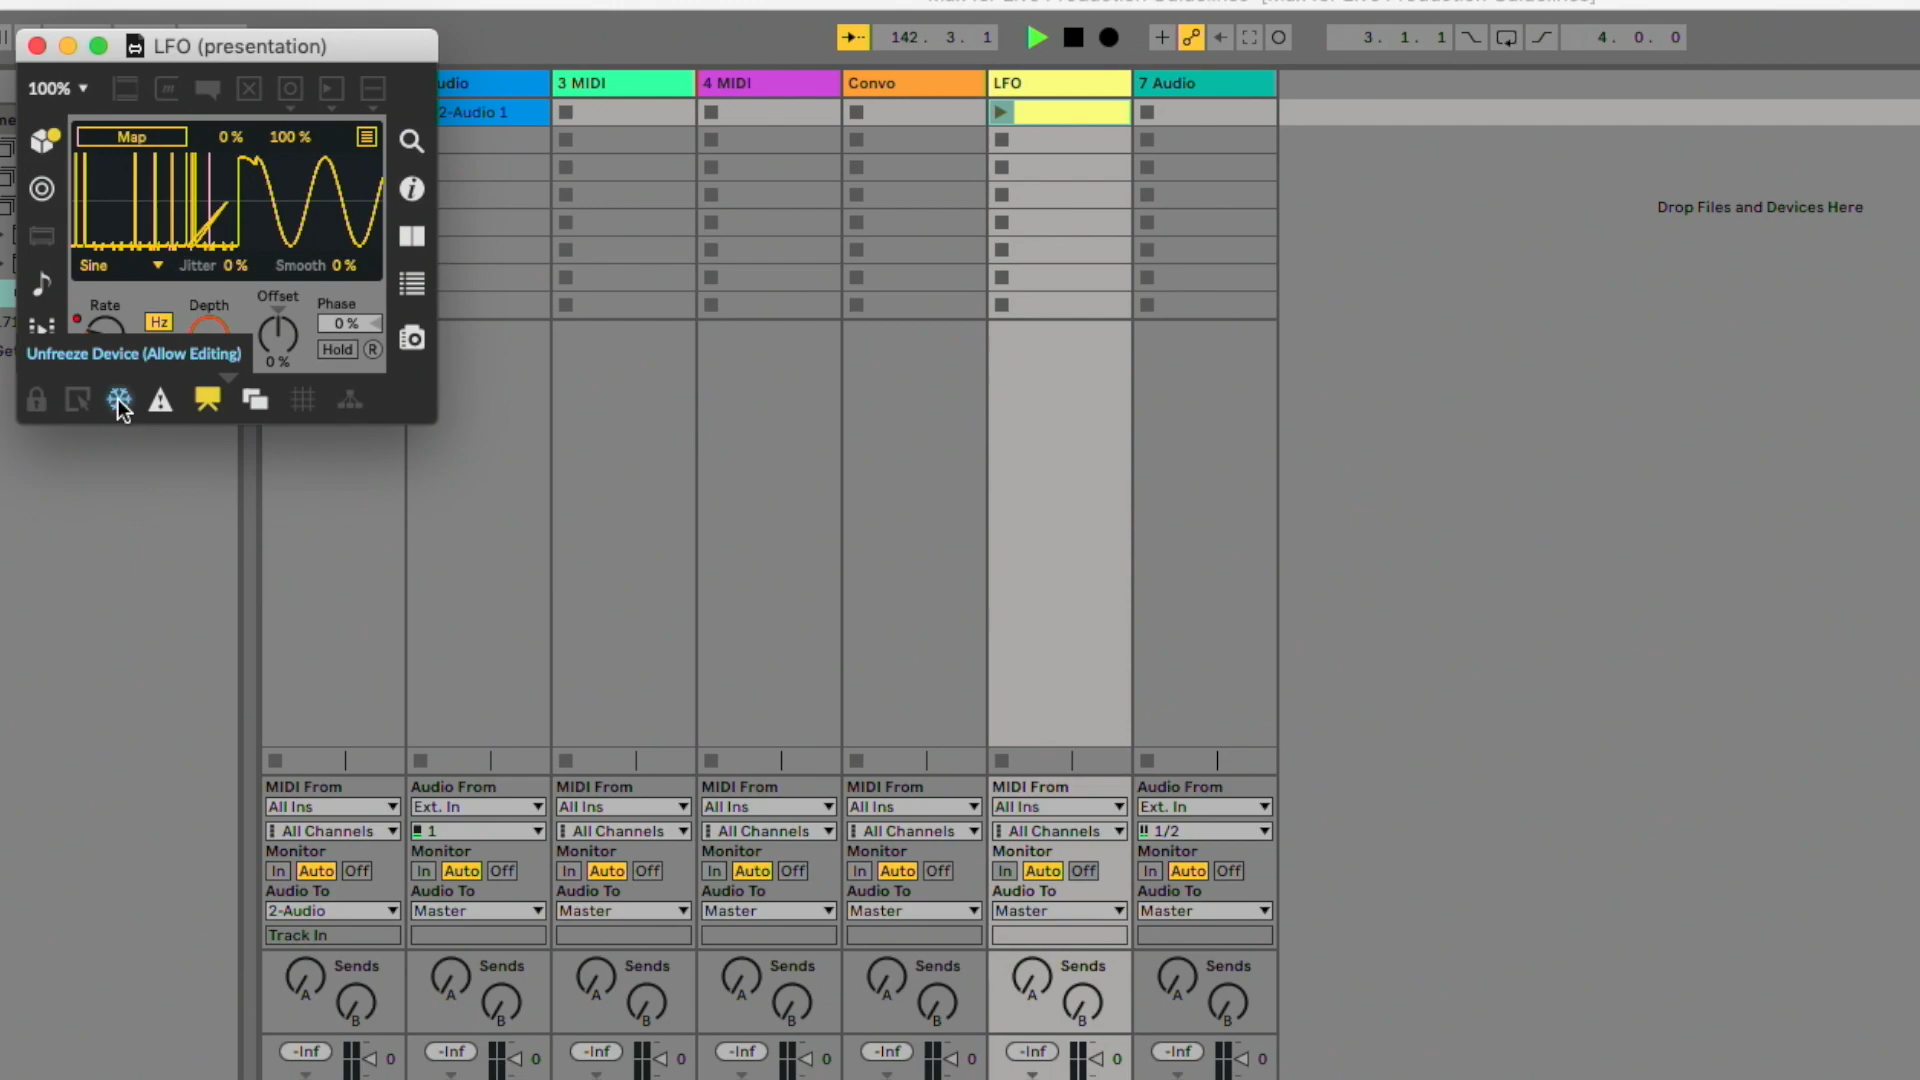 LFO (presentation)
142. 3. 1
3. 1. 1
4. 0. 0
100%
udio
3 MIDI
4 MIDI
Convo
LFO
7 Audio
2-Audio 1
Map
0 %
100 %
Drop Files and Devices Here
Sine
Jitter 0 %
Smooth 0 %
Rate
Hz
Depth
Offset
0 %
Phase
0 %
Hold
R
Unfreeze Device (Allow Editing)
MIDI From
Audio From
MIDI From
MIDI From
MIDI From
MIDI From
Audio From
All Ins
Ext. In
All Ins
All Ins
All Ins
All Ins
Ext. In
All Channels
1
All Channels
All Channels
All Channels
All Channels
1/2
Monitor
Monitor
Monitor
Monitor
Monitor
Monitor
Monitor
In Auto Off
In Auto Off
In Auto Off
In Auto Off
In Auto Off
In Auto Off
In Auto Off
Audio To
Audio To
Audio To
Audio To
Audio To
Audio To
Audio To
2-Audio
Master
Master
Master
Master
Master
Master
Track In
Sends
Sends
Sends
Sends
Sends
Sends
Sends
A
A
A
A
A
A
A
B
B
B
B
B
B
B
-Inf 0
-Inf 0
-Inf 0
-Inf 0
-Inf 0
-Inf 0
-Inf 0